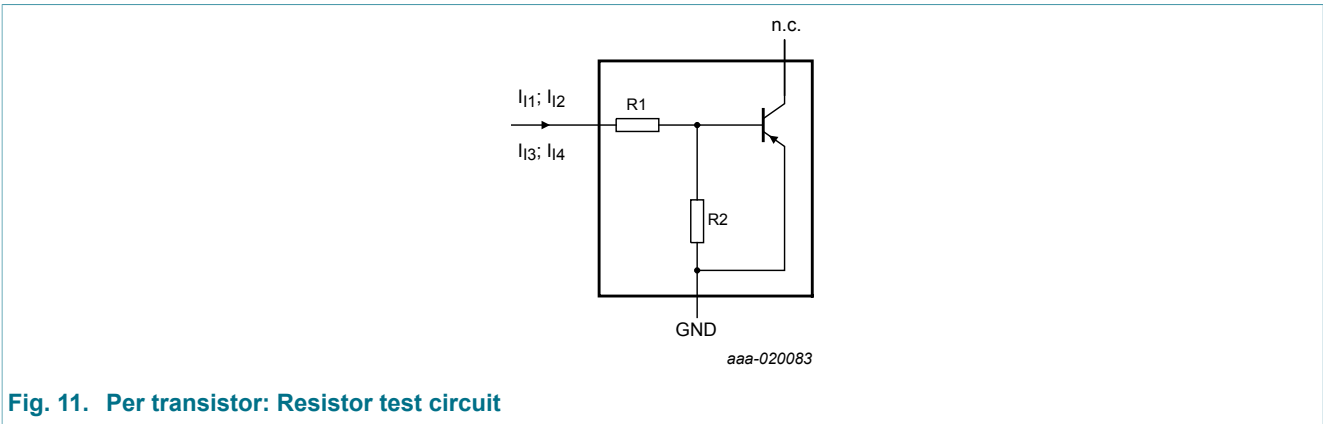 n.c.
II1; II2
R1
II3; II4
R2
GND
aaa-020083
Fig. 11. Per transistor: Resistor test circuit